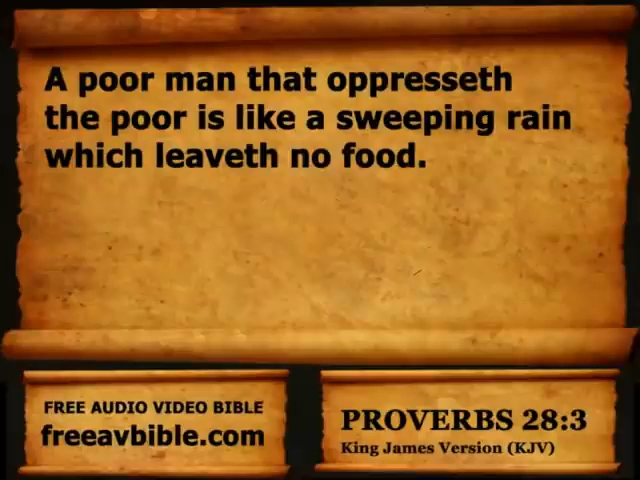 A poor man that oppresseth
the poor is like a sweeping rain
which leaveth no food.
FREE AUDIO VIDEO BIBLE
freeavbible.com
PROVERBS 28:3
King James Version (KJV)